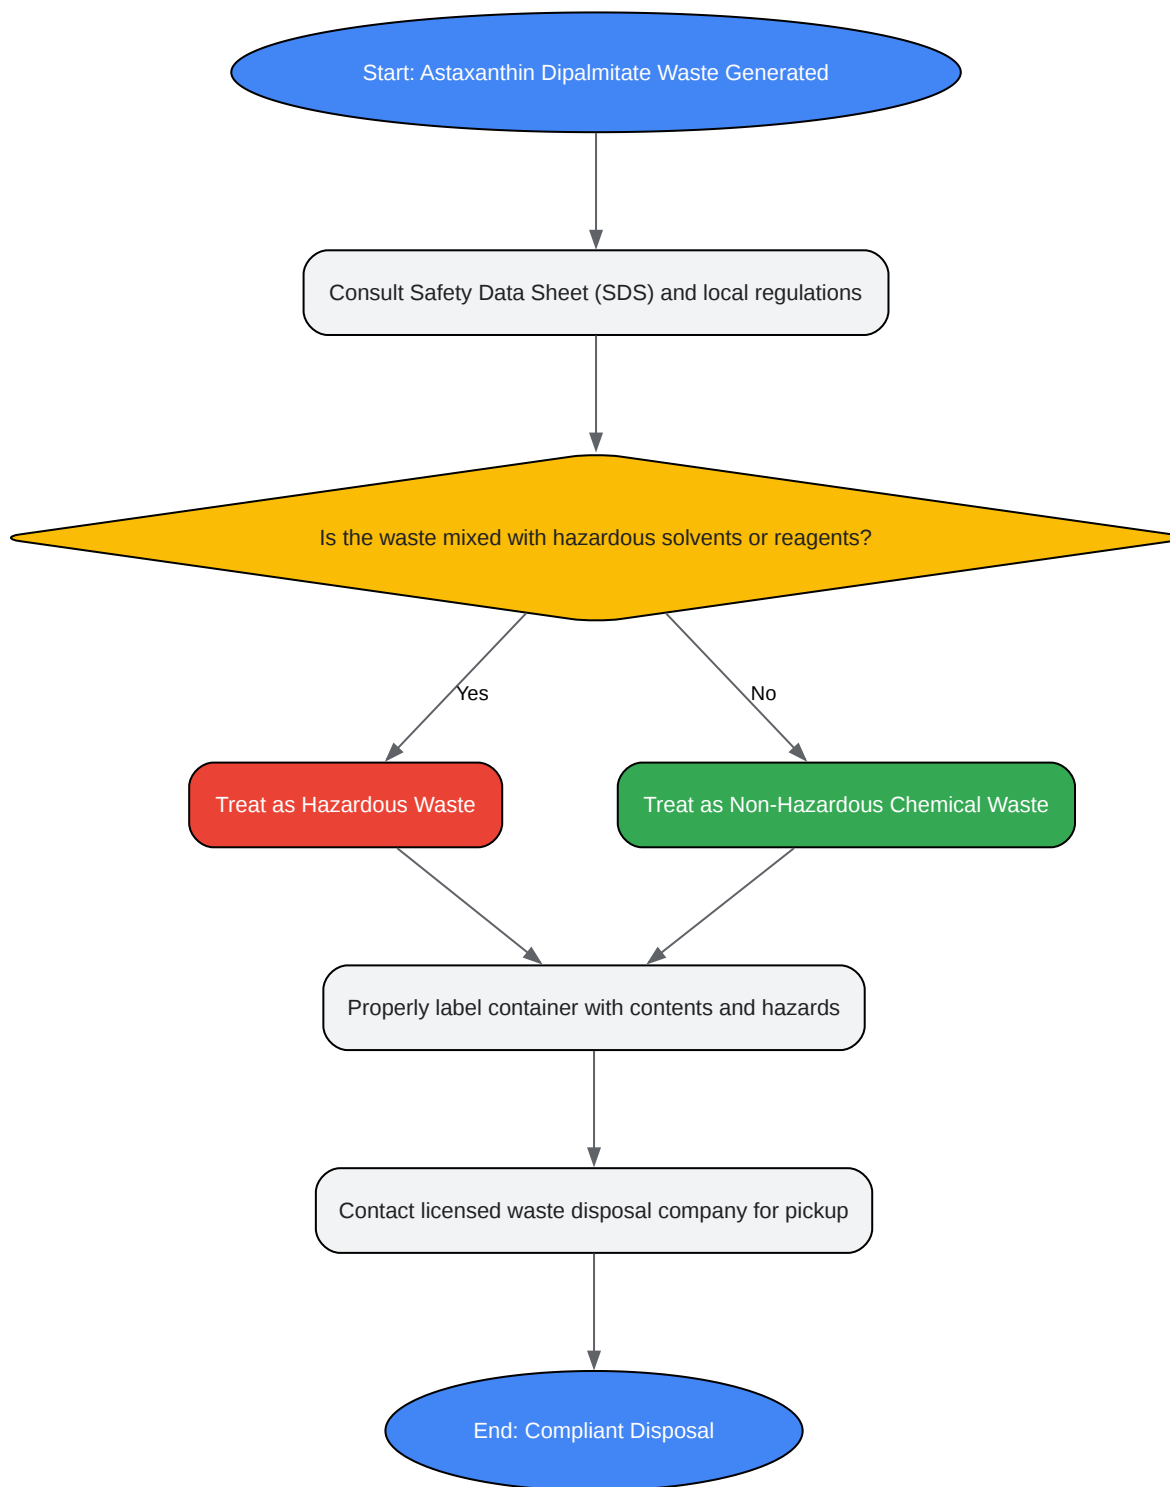 Start: Astaxanthin Dipalmitate Waste Generated
Consult Safety Data Sheet (SDS) and local regulations
Is the waste mixed with hazardous solvents or reagents?
Yes
No
Treat as Hazardous Waste
Treat as Non-Hazardous Chemical Waste
Properly label container with contents and hazards
Contact licensed waste disposal company for pickup
End: Compliant Disposal